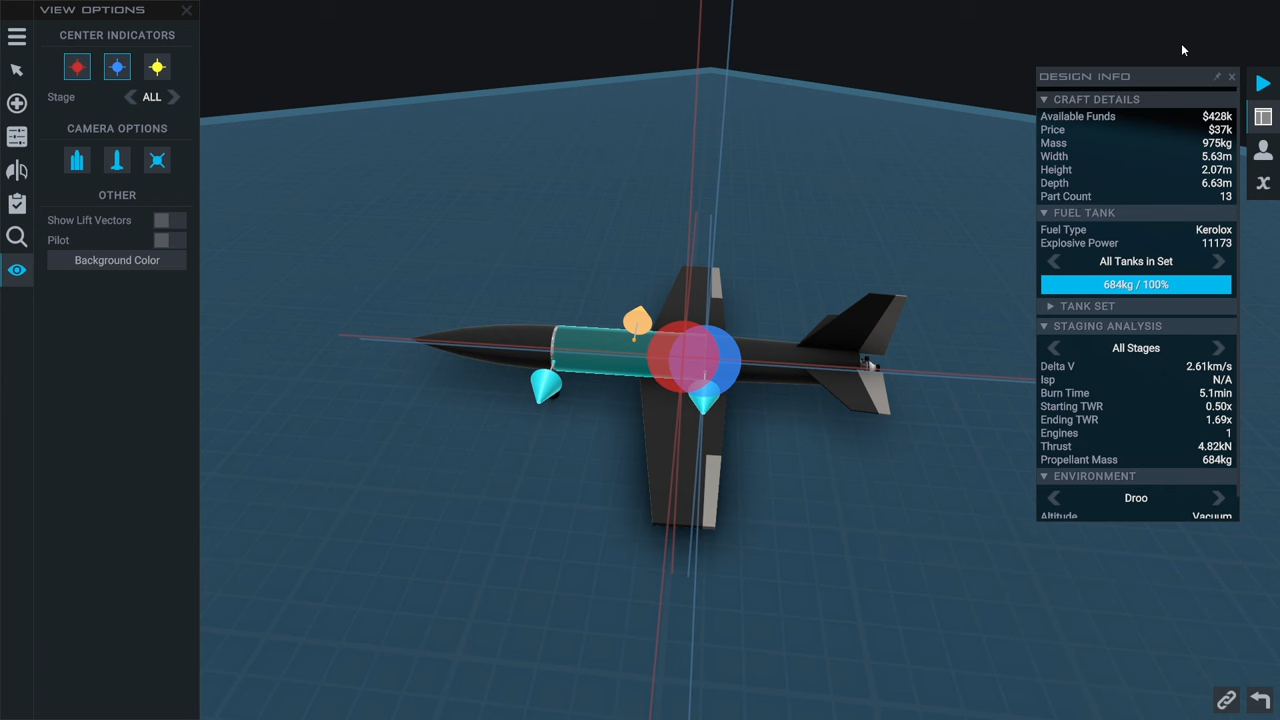 VIEW OPTIONS
CENTER INDICATORS
Stage ALL
CAMERA OPTIONS
OTHER
Show Lift Vectors
Pilot
Background Color
DESIGN INFO
CRAFT DETAILS
Available Funds $428k
Price $37k
Mass 975kg
Width 5.63m
Height 2.07m
Depth 6.63m
Part Count 13
FUEL TANK
Fuel Type Kerolox
Explosive Power 11173
All Tanks in Set
684kg / 100%
TANK SET
STAGING ANALYSIS
All Stages
Delta V 2.61km/s
Isp N/A
Burn Time 5.1min
Starting TWR 0.50x
Ending TWR 1.69x
Engines 1
Thrust 4.82kN
Propellant Mass 684kg
ENVIRONMENT
Droo
Altitude Vacuum